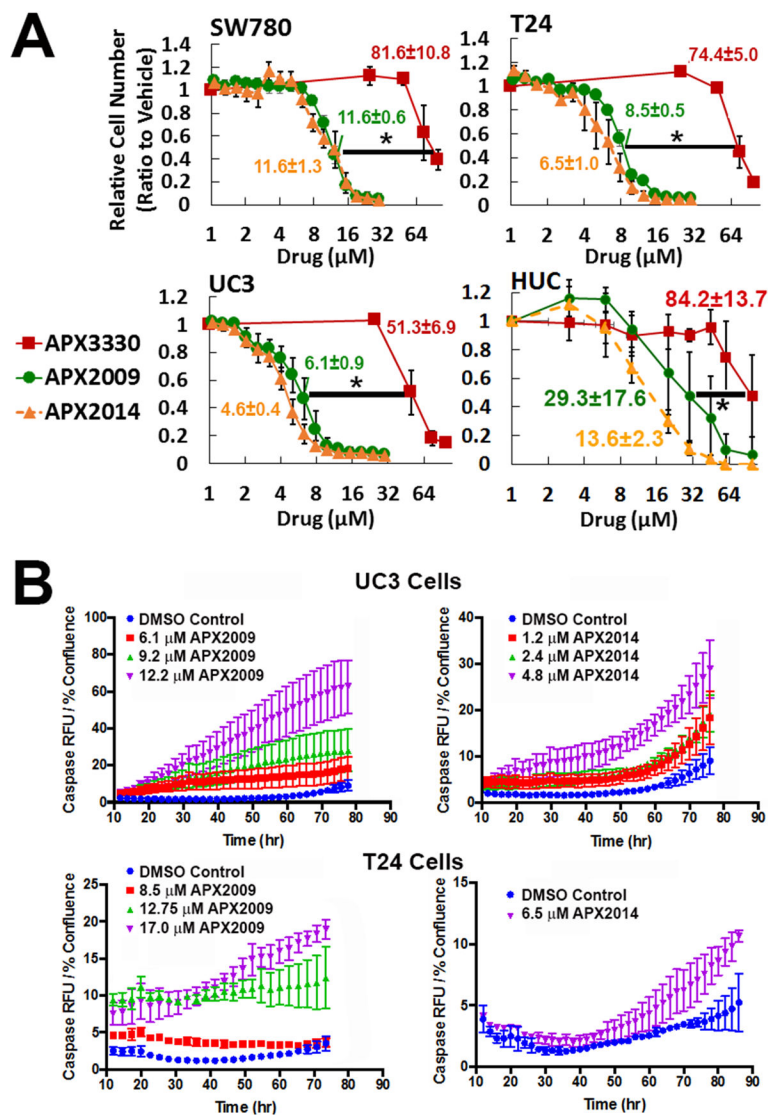 A
SW780
T24
Relative Cell Number
(Ratio to Vehicle)
1.4
1.2
1
0.8
0.6
0.4
0.2
0
81.6±10.8
11.6±0.6
*
11.6±1.3
1 2 4 8 16 32 64
Drug (µM)
1.4
1.2
1
0.8
0.6
0.4
0.2
0
74.4±5.0
8.5±0.5
*
6.5±1.0
1 2 4 8 16 32 64
Drug (µM)
APX3330
APX2009
APX2014
UC3
1.2
1
0.8
0.6
0.4
0.2
0
51.3±6.9
6.1±0.9
*
4.6±0.4
1 2 4 8 16 32 64
Drug (µM)
HUC
1.2
1
0.8
0.6
0.4
0.2
0
84.2±13.7
29.3±17.6
*
13.6±2.3
1 2 4 8 16 32 64
Drug (µM)
B
UC3 Cells
Caspase RFU / % Confluence
100
80
60
40
20
0
DMSO Control
6.1 µM APX2009
9.2 µM APX2009
12.2 µM APX2009
10 20 30 40 50 60 70 80 90
Time (hr)
Caspase RFU / % Confluence
40
30
20
10
0
DMSO Control
1.2 µM APX2014
2.4 µM APX2014
4.8 µM APX2014
10 20 30 40 50 60 70 80 90
Time (hr)
T24 Cells
Caspase RFU / % Confluence
25
20
15
10
5
0
DMSO Control
8.5 µM APX2009
12.75 µM APX2009
17.0 µM APX2009
10 20 30 40 50 60 70 80 90
Time (hr)
Caspase RFU / % Confluence
15
10
5
0
DMSO Control
6.5 µM APX2014
10 20 30 40 50 60 70 80 90
Time (hr)